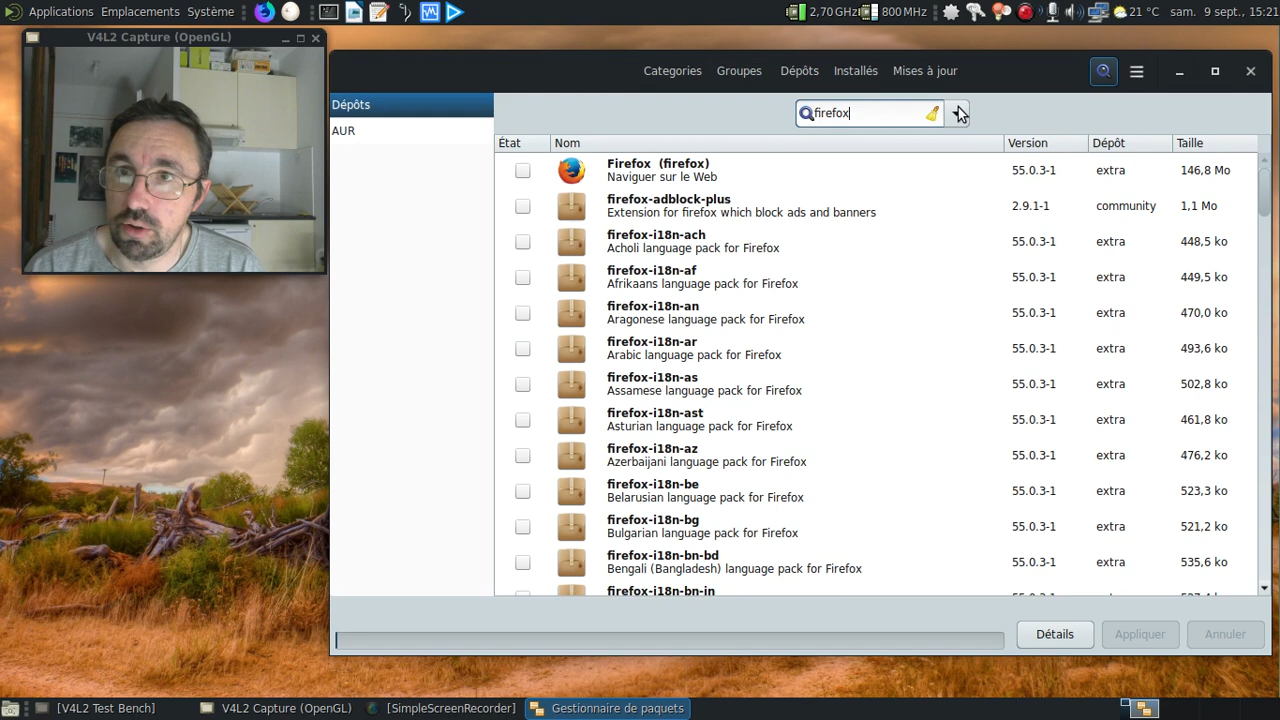 Applications Emplacements Système
2,70 GHz 800 MHz 21 °C sam. 9 sept., 15:21
V4L2 Capture (OpenGL)
Categories Groupes Dépôts Installés Mises à jour
Dépôts
AUR
firefox
État Nom Version Dépôt Taille
Firefox (firefox)
Naviguer sur le Web
55.0.3-1 extra 146,8 Mo
firefox-adblock-plus
Extension for firefox which block ads and banners
2.9.1-1 community 1,1 Mo
firefox-i18n-ach
Acholi language pack for Firefox
55.0.3-1 extra 448,5 ko
firefox-i18n-af
Afrikaans language pack for Firefox
55.0.3-1 extra 449,5 ko
firefox-i18n-an
Aragonese language pack for Firefox
55.0.3-1 extra 470,0 ko
firefox-i18n-ar
Arabic language pack for Firefox
55.0.3-1 extra 493,6 ko
firefox-i18n-as
Assamese language pack for Firefox
55.0.3-1 extra 502,8 ko
firefox-i18n-ast
Asturian language pack for Firefox
55.0.3-1 extra 461,8 ko
firefox-i18n-az
Azerbaijani language pack for Firefox
55.0.3-1 extra 476,2 ko
firefox-i18n-be
Belarusian language pack for Firefox
55.0.3-1 extra 523,3 ko
firefox-i18n-bg
Bulgarian language pack for Firefox
55.0.3-1 extra 521,2 ko
firefox-i18n-bn-bd
Bengali (Bangladesh) language pack for Firefox
55.0.3-1 extra 535,6 ko
firefox-i18n-bn-in
Détails Appliquer Annuler
[V4L2 Test Bench] V4L2 Capture (OpenGL) [SimpleScreenRecorder] Gestionnaire de paquets